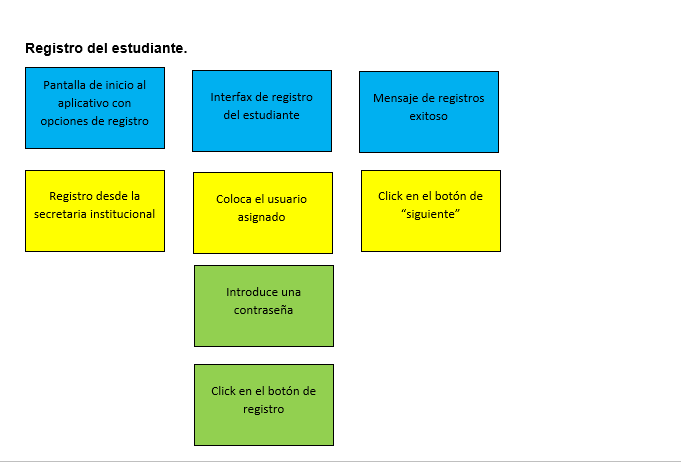 Registro del estudiante.
Pantalla de inicio al
aplicativo con
opciones de registro
Interfax de registro
del estudiante
Mensaje de registros
exitoso
Registro desde la
secretaria institucional
Coloca el usuario
asignado
Click en el botón de
“siguiente”
Introduce una
contraseña
Click en el botón de
registro